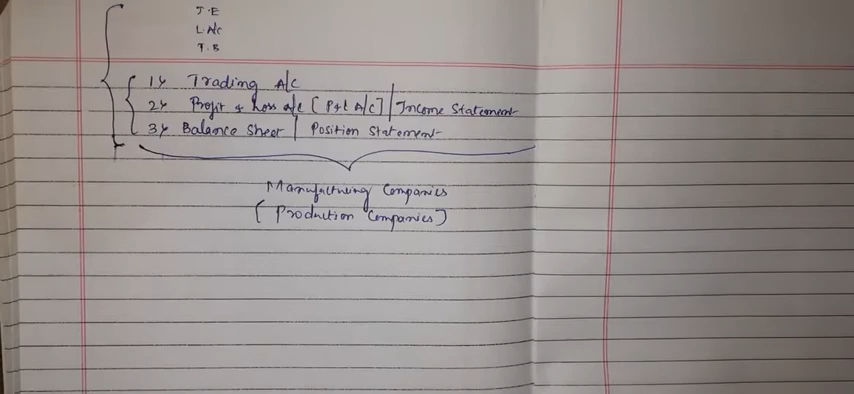 J.E
L.A/c
T.B
1) Trading A/c
2) Profit & Loss a/c [P&L A/C] | Income Statement
3) Balance Sheet | Position Statement
Manufacturing Companies
[Production Companies]